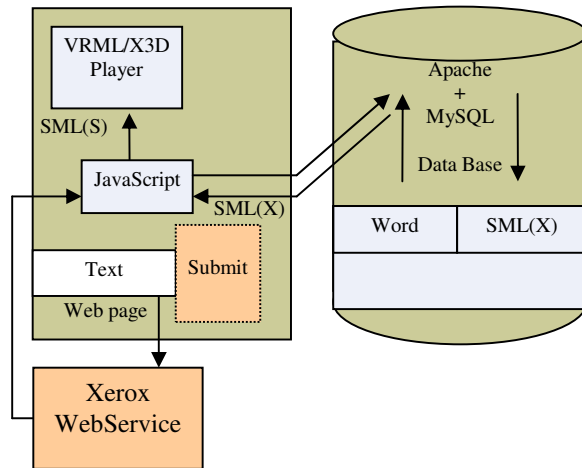 VRML/X3D
Player
SML(S)
JavaScript
SML(X)
Text
Submit
Web page
Xerox
WebService
Apache
+
MySQL
Data Base
Word
SML(X)